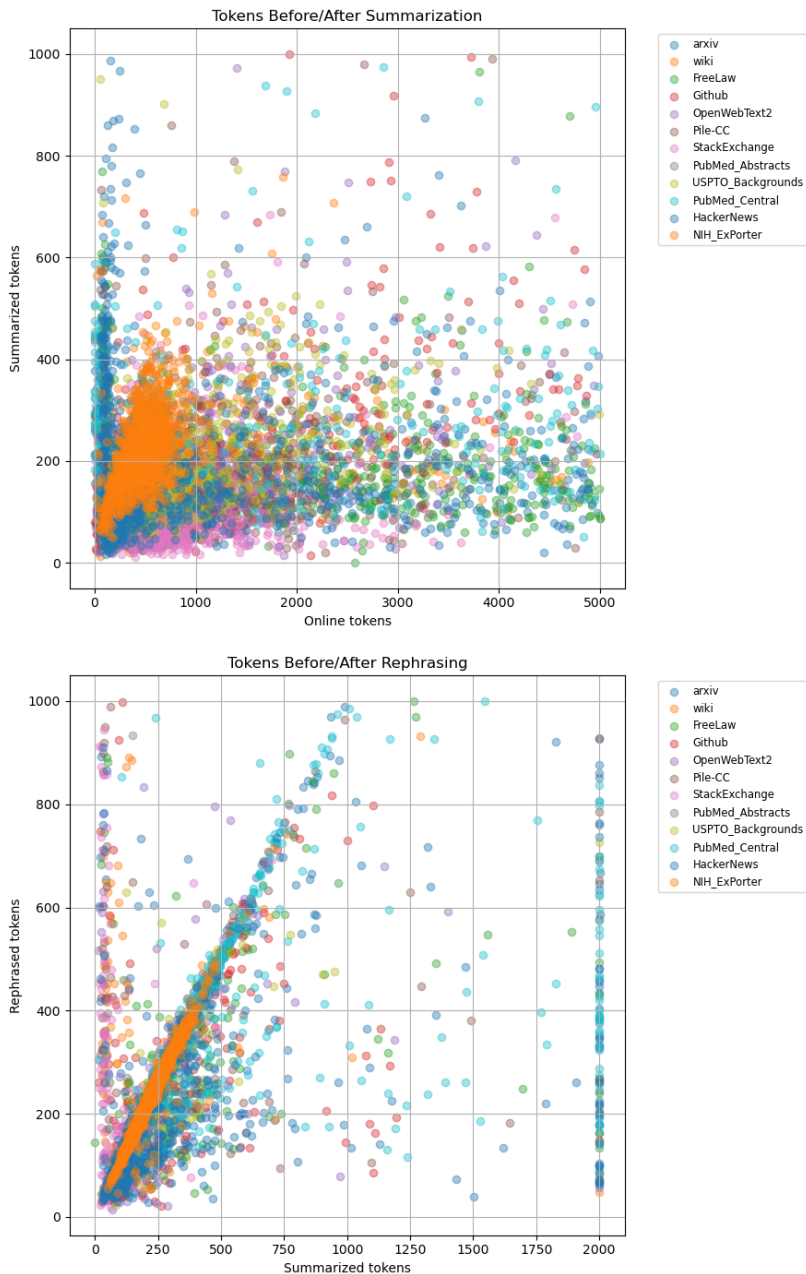 Tokens Before/After Summarization
Summarized tokens
1000
800
600
400
200
0
0 1000 2000 3000 4000 5000
Online tokens
arxiv
wiki
FreeLaw
Github
OpenWebText2
Pile-CC
StackExchange
PubMed_Abstracts
USPTO_Backgrounds
PubMed_Central
HackerNews
NIH_ExPorter
Tokens Before/After Rephrasing
Rephrased tokens
1000
800
600
400
200
0
0 250 500 750 1000 1250 1500 1750 2000
Summarized tokens
arxiv
wiki
FreeLaw
Github
OpenWebText2
Pile-CC
StackExchange
PubMed_Abstracts
USPTO_Backgrounds
PubMed_Central
HackerNews
NIH_ExPorter